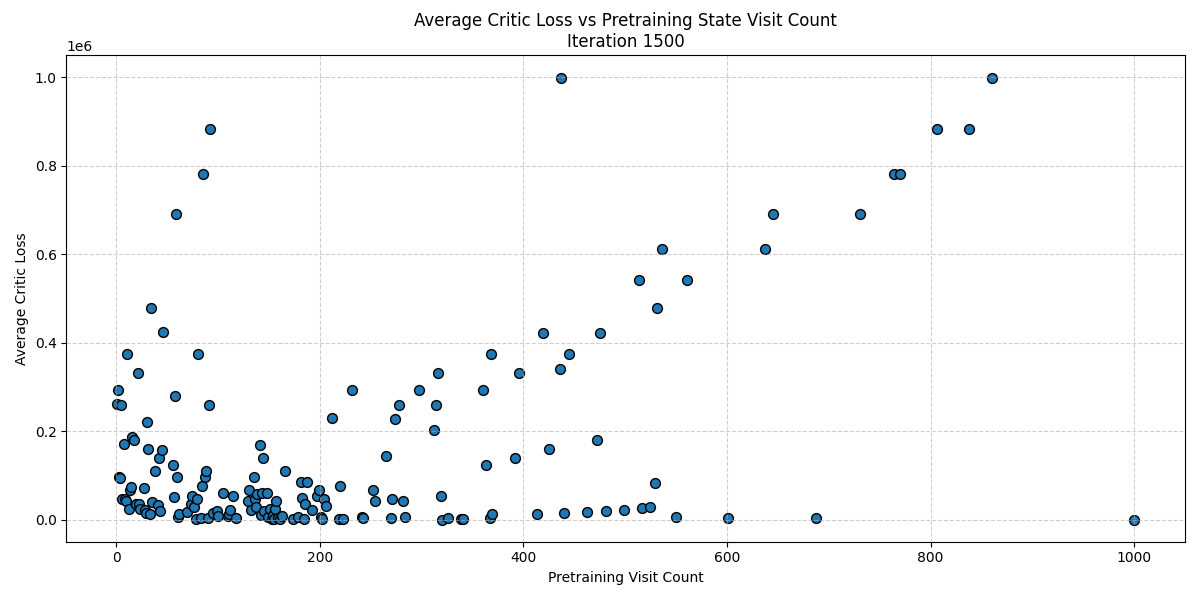 Average Critic Loss vs Pretraining State Visit Count
Iteration 1500
1e6
1.0
0.8
0.6
0.4
0.2
0.0
Average Critic Loss
0 200 400 600 800 1000
Pretraining Visit Count